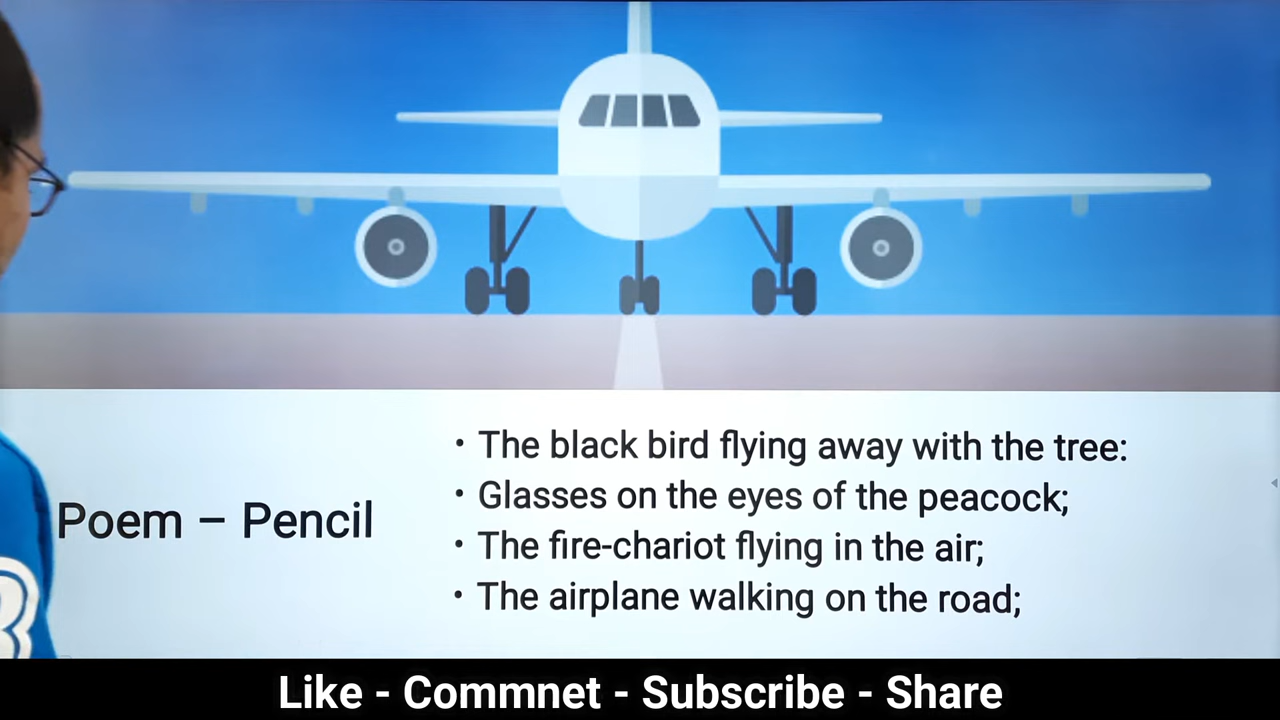 Poem – Pencil
• The black bird flying away with the tree:
• Glasses on the eyes of the peacock;
• The fire-chariot flying in the air;
• The airplane walking on the road;
Like - Commnet - Subscribe - Share